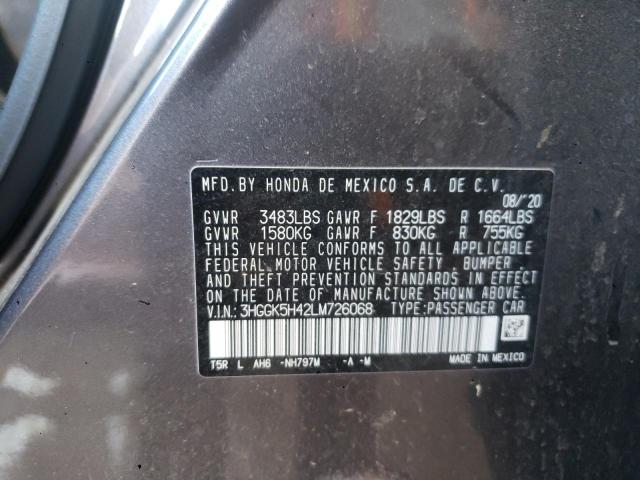 MFD. BY HONDA DE MEXICO S.A. DE C.V.
08/'20
GVWR 3483LBS GAWR F 1829LBS R 1664LBS
GVWR 1580KG GAWR F 830KG R 755KG
THIS VEHICLE CONFORMS TO ALL APPLICABLE
FEDERAL MOTOR VEHICLE SAFETY, BUMPER
AND THEFT PREVENTION STANDARDS IN EFFECT
ON THE DATE OF MANUFACTURE SHOWN ABOVE.
V.I.N.: 3HGGK5H42LM726068 TYPE: PASSENGER CAR
T5R L AH6 -NH797M -A -M MADE IN MEXICO